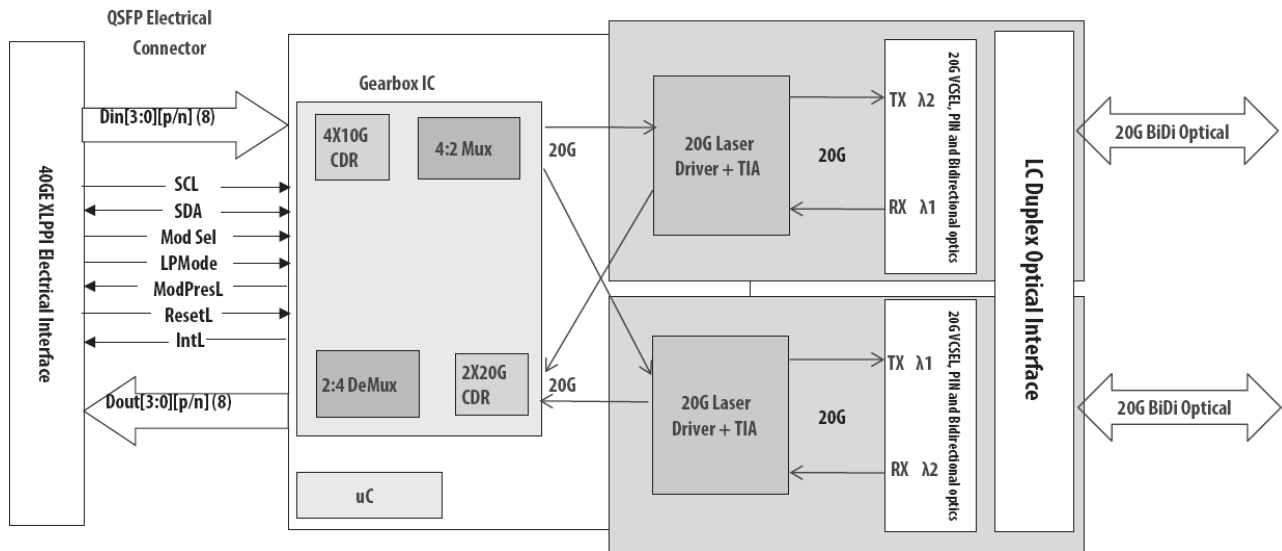 QSFP Electrical
Connector
40GE XLPPI Electrical Interface
Din[3:0][p/n] (8)
SCL
SDA
Mod Sel
LPMode
ModPresL
ResetL
IntL
Dout[3:0][p/n] (8)
Gearbox IC
4X10G
CDR
4:2 Mux
2:4 DeMux
2X20G
CDR
uC
20G
20G
20G Laser
Driver + TIA
20G
TX λ2
RX λ1
20G VCSEL, PIN and Bidirectional optics
20G Laser
Driver + TIA
20G
TX λ1
RX λ2
20G VCSEL, PIN and Bidirectional optics
LC Duplex Optical Interface
20G BiDi Optical
20G BiDi Optical